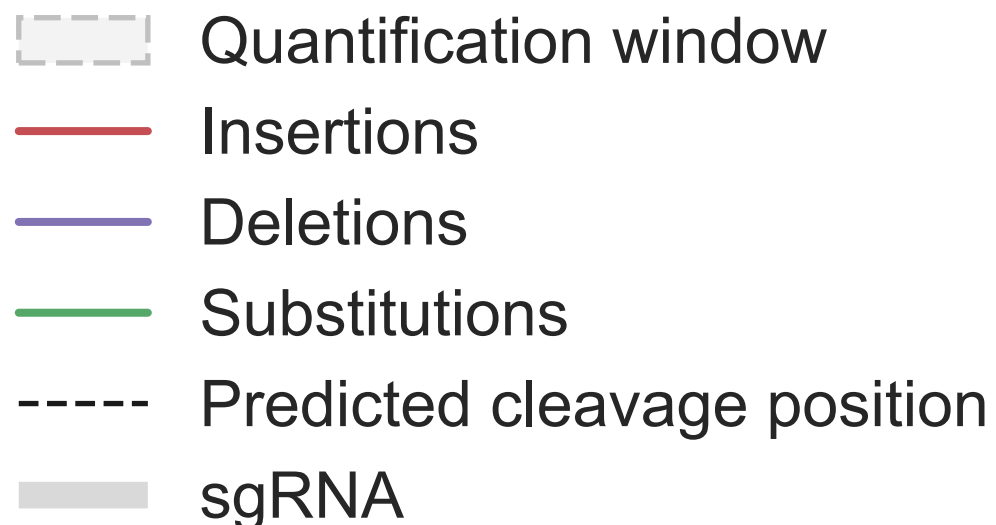 Quantification window
Insertions
Deletions
Substitutions
Predicted cleavage position
sgRNA